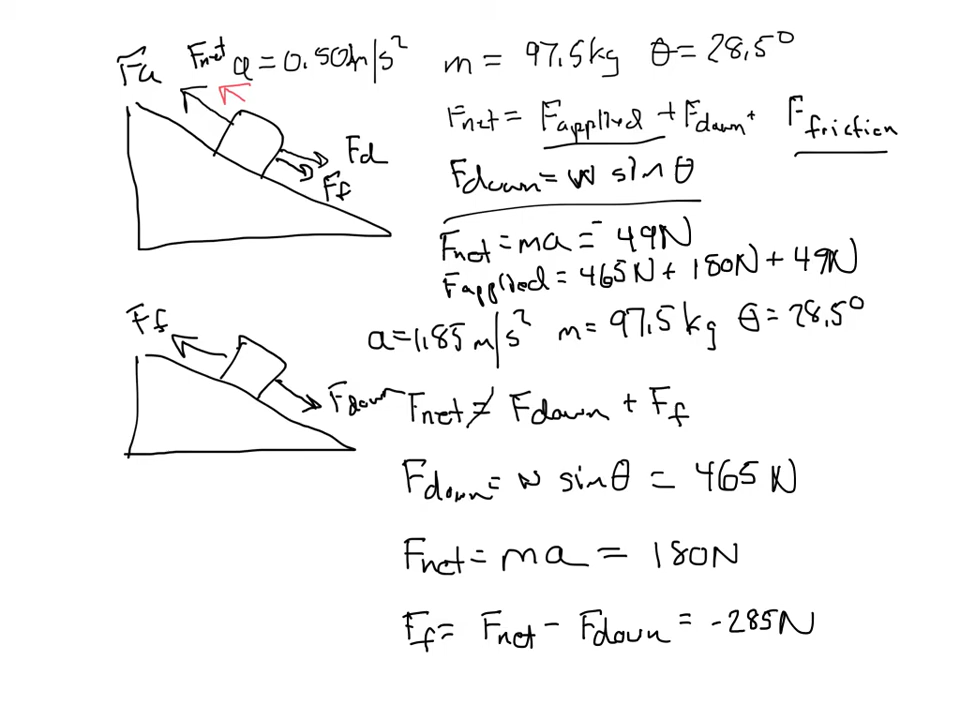 Fa Fnet a = 0.50m/s² m = 97.5kg θ = 28.5°
Fnet = Fapplied + Fdown + Ffriction
Fd
Ff
Fdown = w sin θ
Fnet = ma = -49N
Fapplied = 465N + 180N + 49N
a = 1.85 m/s² m = 97.5 kg θ = 28.5°
Ff
Fdown
Fnet ≠ Fdown + Ff
Fdown = w sin θ = 465 N
Fnet = ma = 180N
Ff = Fnet - Fdown = -285N